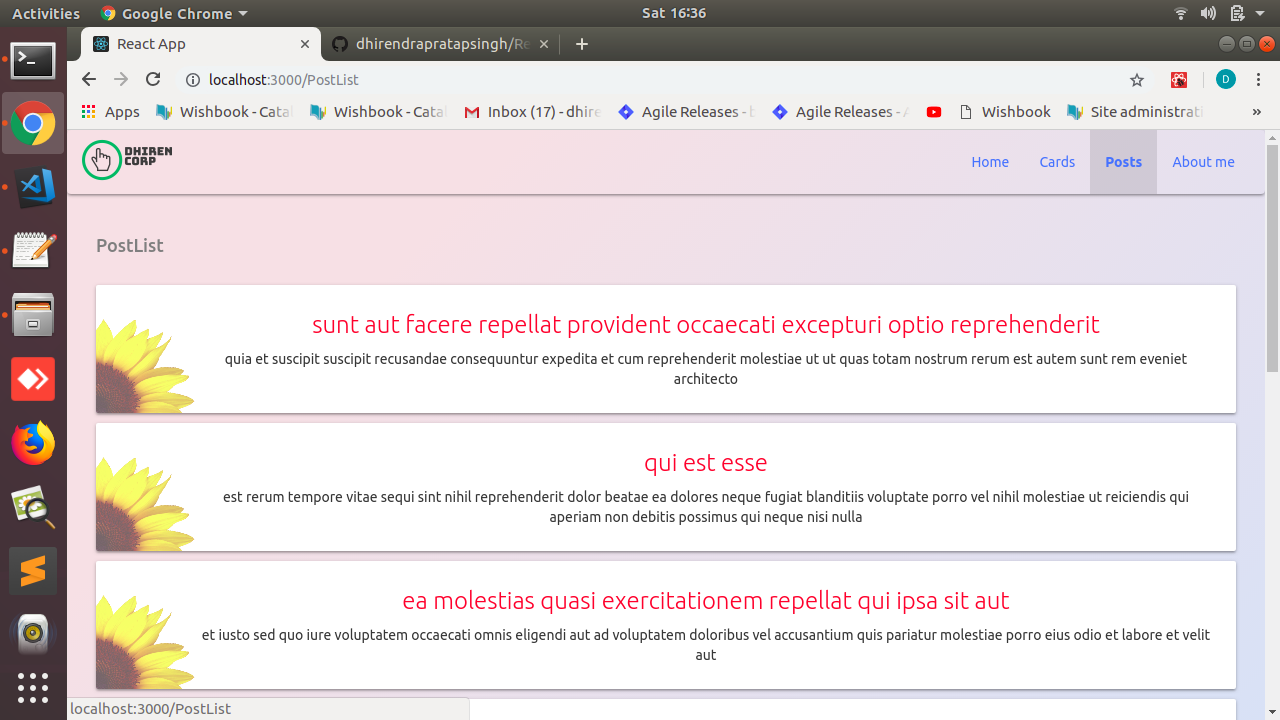 Activities
Google Chrome
Sat 16:36
React App
dhirendrapratapsingh/Re
localhost:3000/PostList
D
Apps
Wishbook - Catal
Wishbook - Catal
Inbox (17) - dhire
Agile Releases - b
Agile Releases - A
Wishbook
Site administrati
»
DHIREN
CORP
Home
Cards
Posts
About me
PostList
sunt aut facere repellat provident occaecati excepturi optio reprehenderit
quia et suscipit suscipit recusandae consequuntur expedita et cum reprehenderit molestiae ut ut quas totam nostrum rerum est autem sunt rem eveniet
architecto
qui est esse
est rerum tempore vitae sequi sint nihil reprehenderit dolor beatae ea dolores neque fugiat blanditiis voluptate porro vel nihil molestiae ut reiciendis qui
aperiam non debitis possimus qui neque nisi nulla
ea molestias quasi exercitationem repellat qui ipsa sit aut
et iusto sed quo iure voluptatem occaecati omnis eligendi aut ad voluptatem doloribus vel accusantium quis pariatur molestiae porro eius odio et labore et velit
aut
localhost:3000/PostList